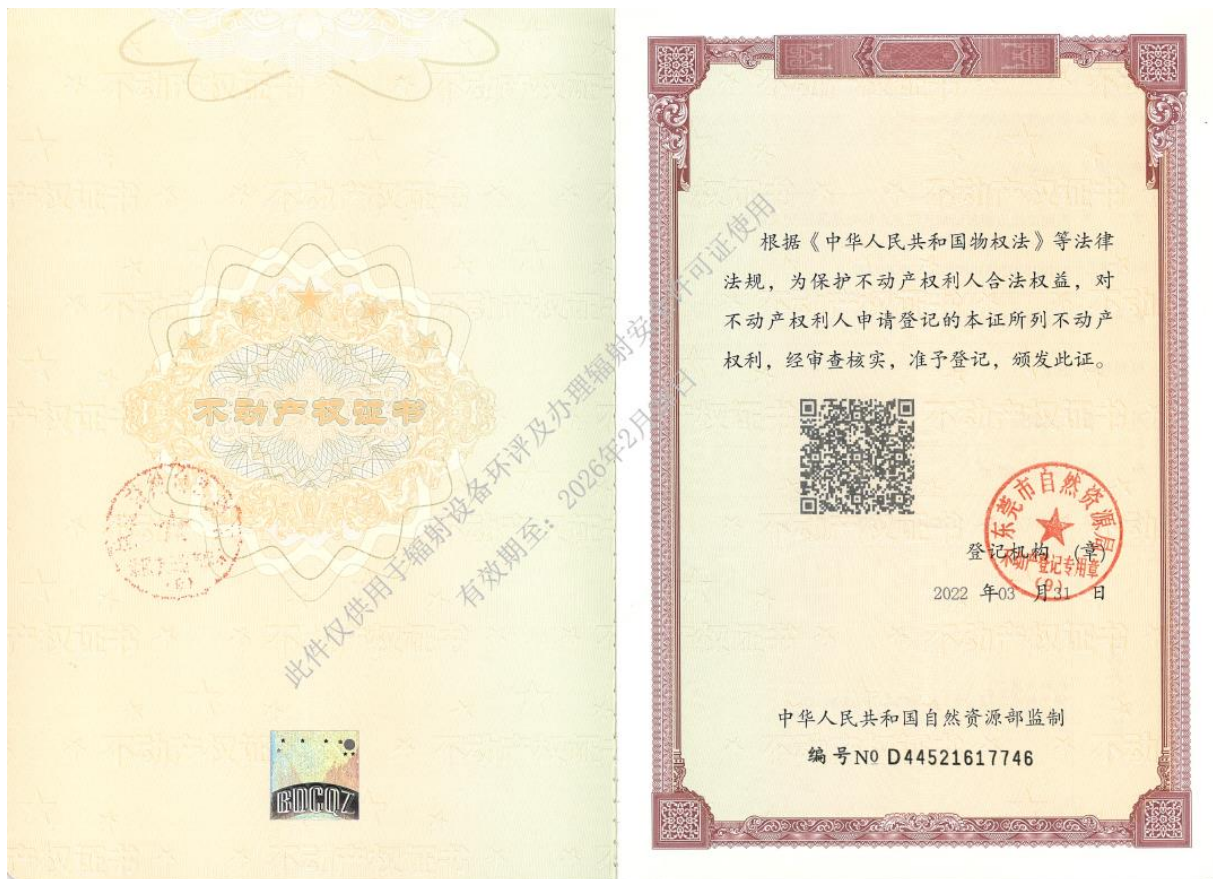 不动产权证书
BDCQZ
此件仅供用于辐射设备环评及办理辐射安全许可证使用
有效期至：2026年2月
日
根据《中华人民共和国物权法》等法律
法规，为保护不动产权利人合法权益，对
不动产权利人申请登记的本证所列不动产
权利，经审查核实，准予登记，颁发此证。
东莞市自然资源局
不动产登记专用章
(9)
登记机构 (章
2022 年03 月31 日
中华人民共和国自然资源部监制
编号№ D44521617746